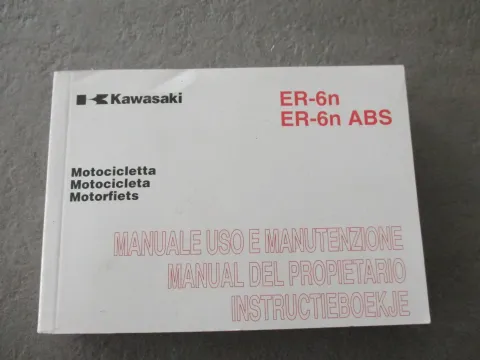 Kawasaki
ER-6n
ER-6n ABS
Motocicletta
Motocicleta
Motorfiets
MANUALE USO E MANUTENZIONE
MANUAL DEL PROPIETARIO
INSTRUCTIEBOEKJE